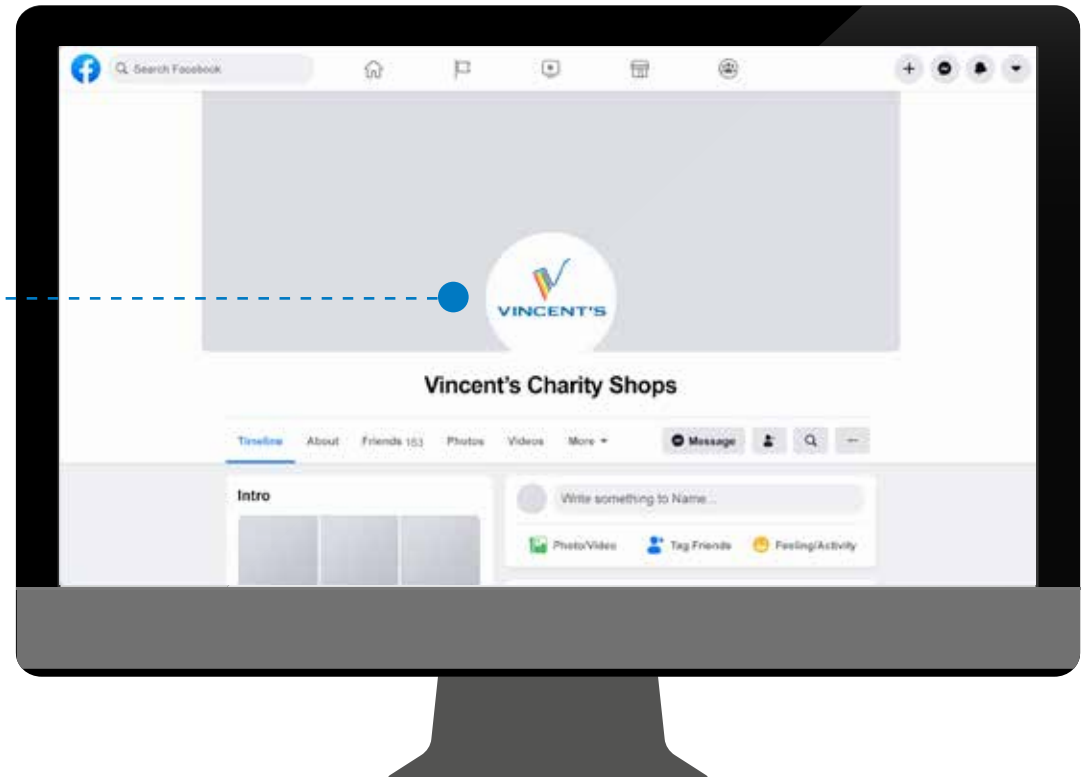 Search Facebook
VINCENT'S
Vincent's Charity Shops
Timeline About Friends 163 Photos Videos More Message
Intro
Write something to Name...
Photo/Video Tag Friends Feeling/Activity